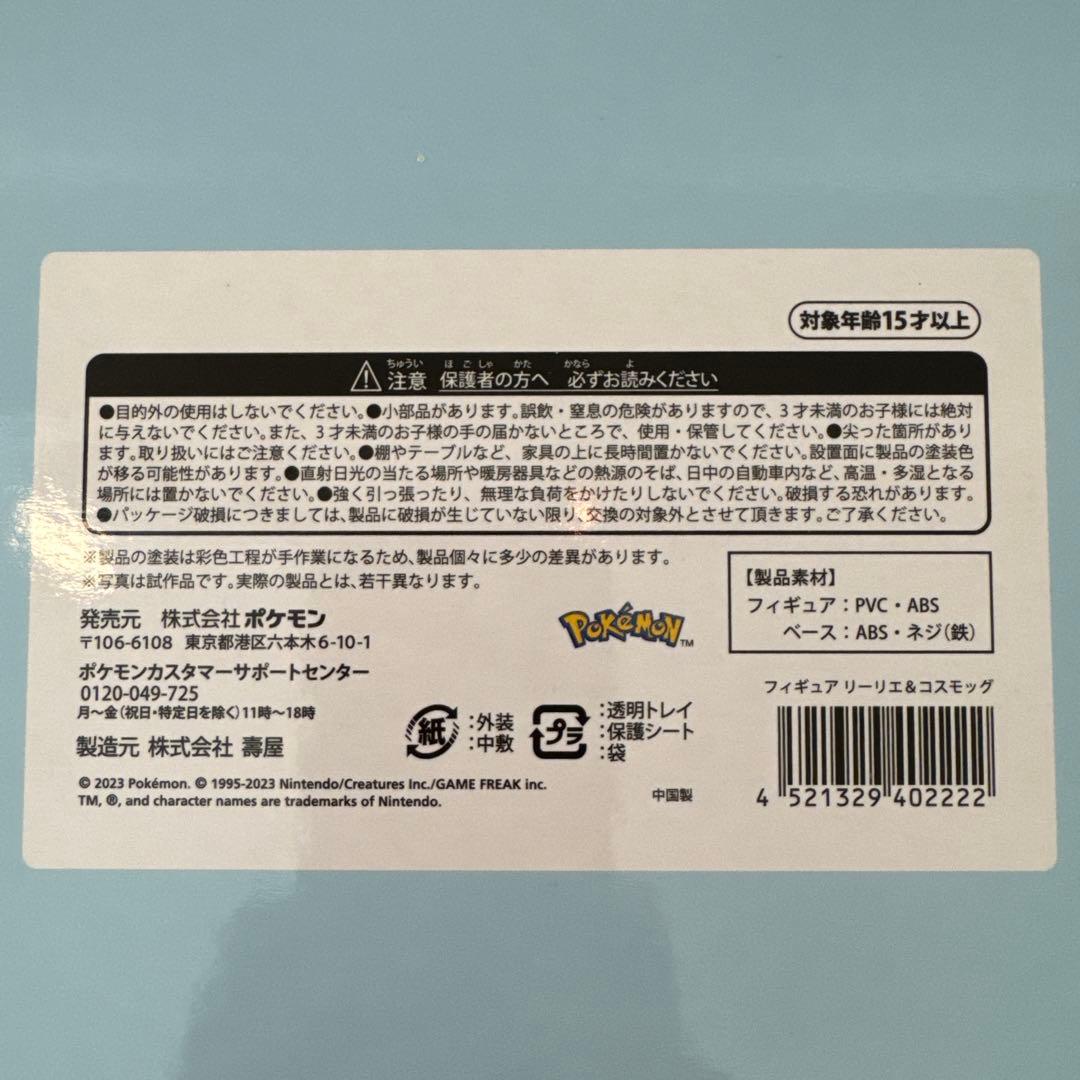 対象年齢15才以上
ちゅうい ほごしゃ かた かなら よ
⚠注意 保護者の方へ 必ずお読みください
●目的外の使用はしないでください。●小部品があります。誤飲・窒息の危険がありますので、3才未満のお子様には絶対
に与えないでください。また、3才未満のお子様の手の届かないところで、使用・保管してください。●尖った箇所があり
ます。取り扱いにはご注意ください。●棚やテーブルなど、家具の上に長時間置かないでください。設置面に製品の塗装色
が移る可能性があります。●直射日光の当たる場所や暖房器具などの熱源のそば、日中の自動車内など、高温・多湿となる
場所には置かないでください。●強く引っ張ったり、無理な負荷をかけたりしないでください。破損する恐れがあります。
●パッケージ破損につきましては、製品に破損が生じていない限り、交換の対象外とさせて頂きます。ご了承ください。
※製品の塗装は彩色工程が手作業になるため、製品個々に多少の差異があります。
※写真は試作品です。実際の製品とは、若干異なります。
発売元 株式会社ポケモン
〒106-6108 東京都港区六本木6-10-1
ポケモンカスタマーサポートセンター
0120-049-725
月〜金（祝日・特定日を除く）11時〜18時
製造元 株式会社 壽屋
POKéMON™
【製品素材】
フィギュア：PVC・ABS
ベース：ABS・ネジ（鉄）
フィギュア リーリエ＆コスモッグ
紙：外装
：中敷
プラ：透明トレイ
：保護シート
：袋
© 2023 Pokémon. © 1995-2023 Nintendo/Creatures Inc./GAME FREAK inc.
TM, ®, and character names are trademarks of Nintendo.
中国製
4 521329 402222